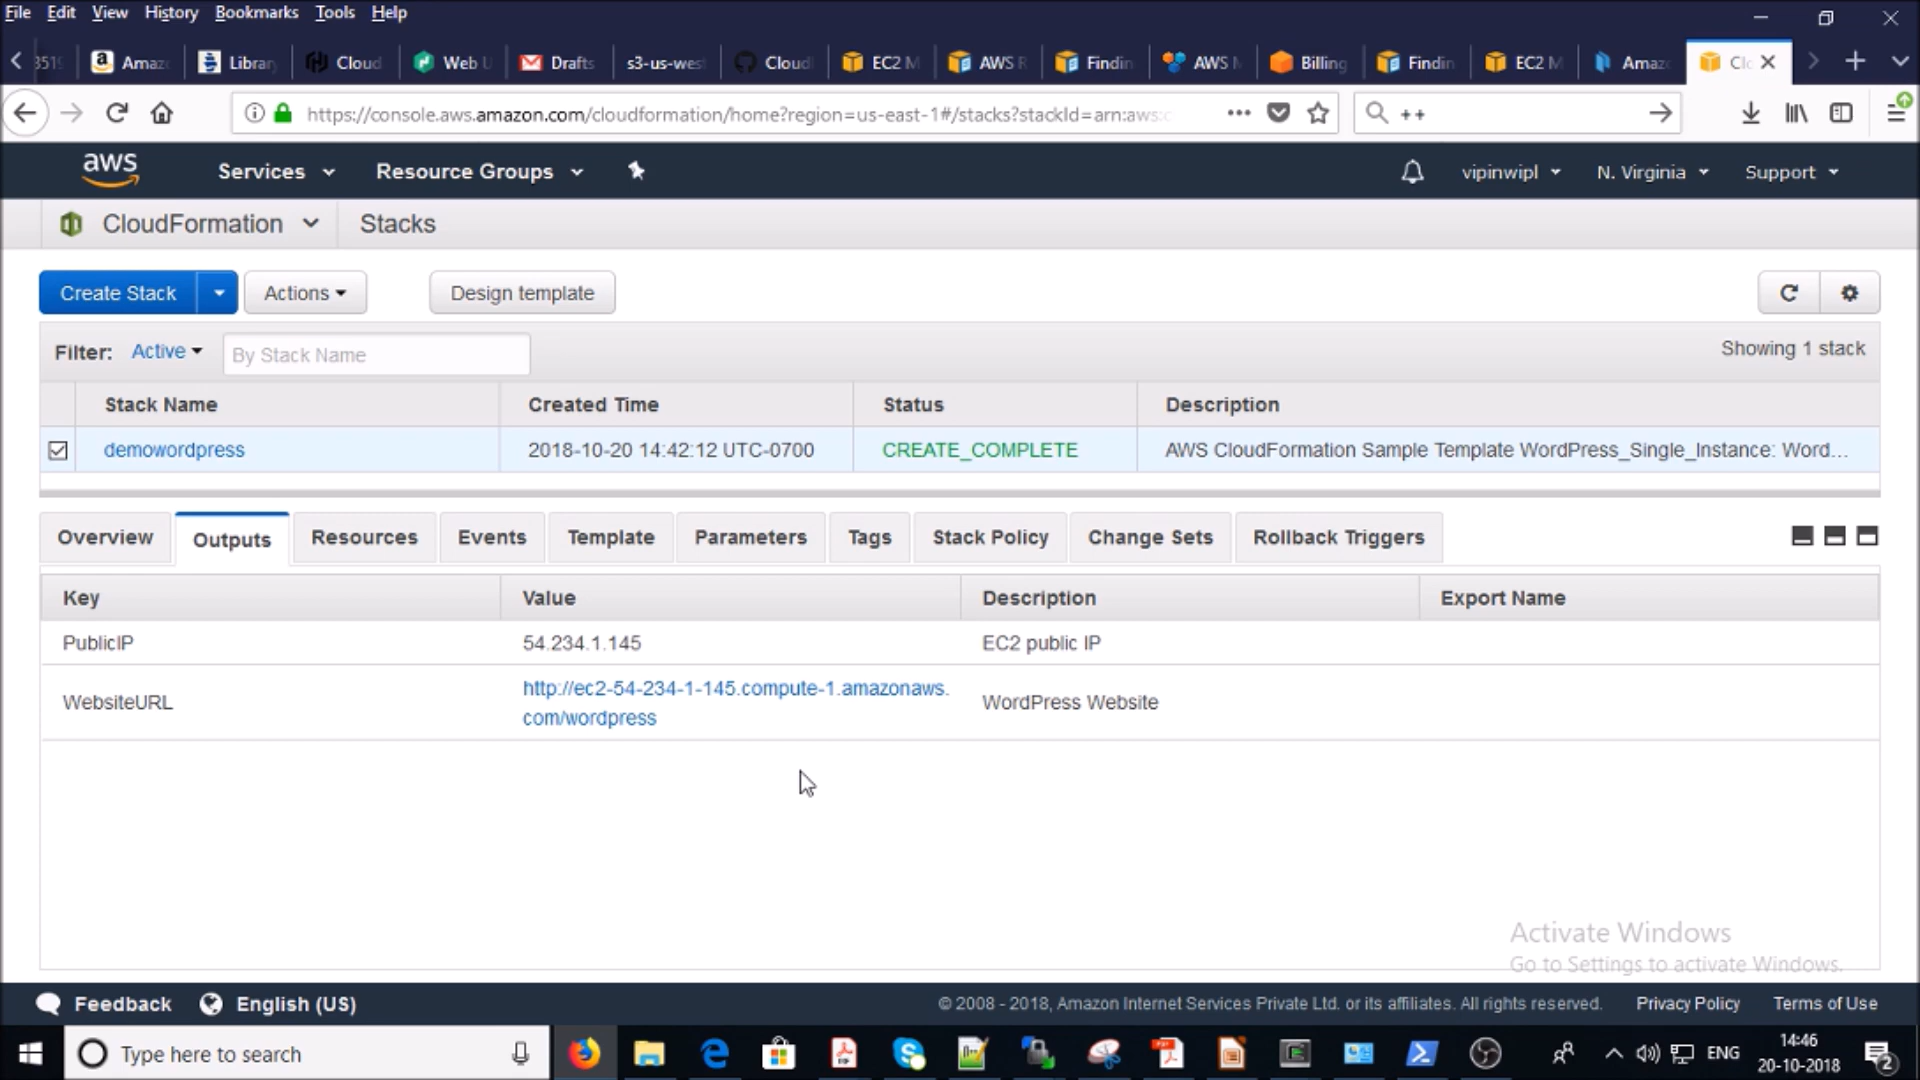 File Edit View History Bookmarks Tools Help
3519 Amaz Librar Cloud Web U Drafts s3-us-wes Cloud EC2 M AWS R Findin AWS M Billing Findin EC2 M Amaz Clo
https://console.aws.amazon.com/cloudformation/home?region=us-east-1#/stacks?stackId=arn:aws:c ++
aws Services Resource Groups vipinwipl N. Virginia Support
CloudFormation Stacks
Create Stack Actions Design template
Filter: Active By Stack Name Showing 1 stack
Stack Name Created Time Status Description
demowordpress 2018-10-20 14:42:12 UTC-0700 CREATE_COMPLETE AWS CloudFormation Sample Template WordPress_Single_Instance: Word...
Overview Outputs Resources Events Template Parameters Tags Stack Policy Change Sets Rollback Triggers
Key Value Description Export Name
PublicIP 54.234.1.145 EC2 public IP
WebsiteURL http://ec2-54-234-1-145.compute-1.amazonaws.com/wordpress WordPress Website
Activate Windows
Go to Settings to activate Windows.
Feedback English (US) © 2008 - 2018, Amazon Internet Services Private Ltd. or its affiliates. All rights reserved. Privacy Policy Terms of Use
Type here to search ENG 14:46
20-10-2018 2